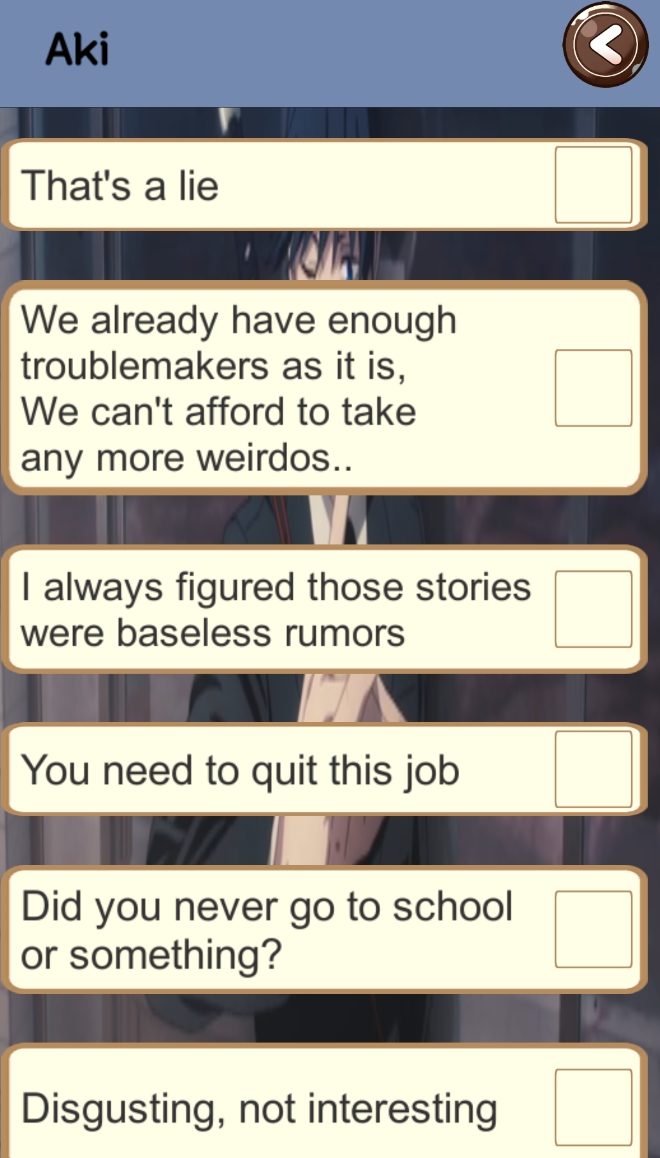 Aki
That's a lie
We already have enough
troublemakers as it is,
We can't afford to take
any more weirdos..
I always figured those stories
were baseless rumors
You need to quit this job
Did you never go to school
or something?
Disgusting, not interesting